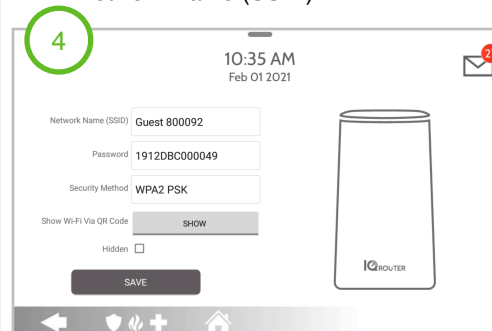 4
10:35 AM
Feb 01 2021
Network Name (SSID) Guest 800092
Password 1912DBC000049
Security Method WPA2 PSK
Show Wi-Fi Via QR Code SHOW
Hidden
SAVE
IQ ROUTER